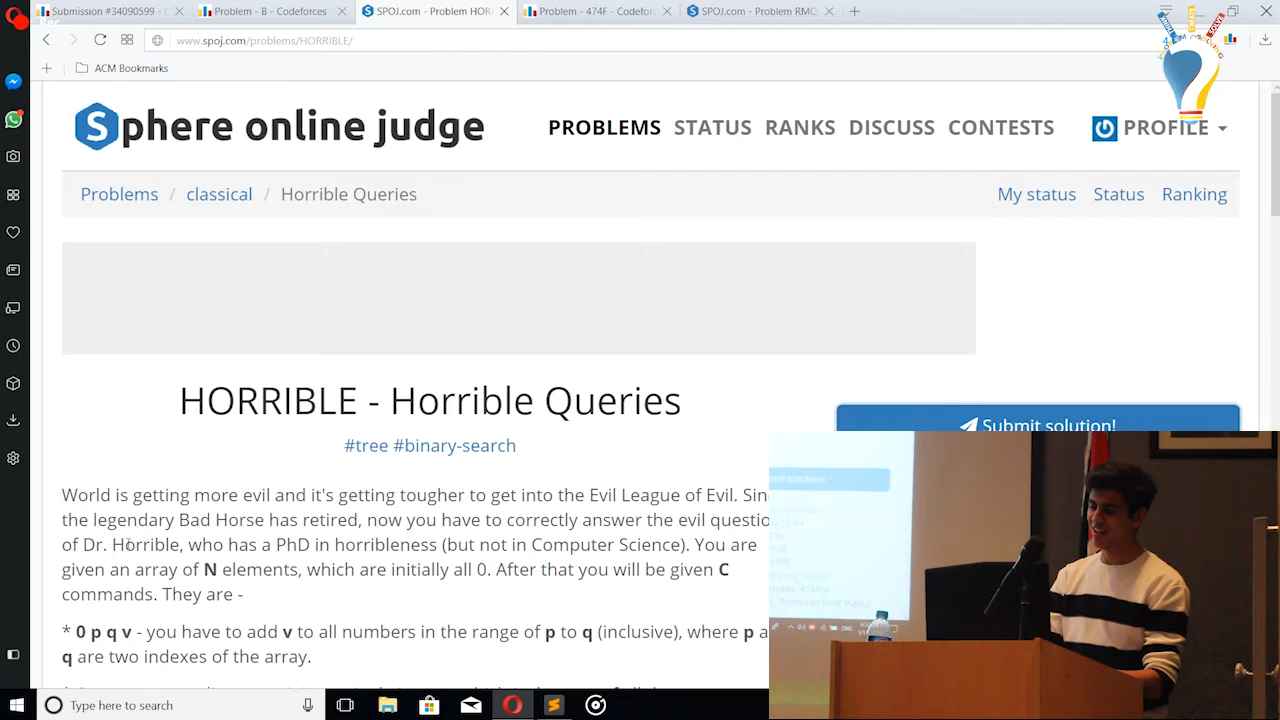 Submission #34090599 - C
Problem - B - Codeforces
SPOJ.com - Problem HOR
Problem - 474F - Codefor
SPOJ.com - Problem RMQ
www.spoj.com/problems/HORRIBLE/
ACM Bookmarks
THINK CREATE SOLVE
Sphere online judge
PROBLEMS STATUS RANKS DISCUSS CONTESTS PROFILE
Problems / classical / Horrible Queries
My status Status Ranking
HORRIBLE - Horrible Queries
#tree #binary-search
Submit solution!
World is getting more evil and it's getting tougher to get into the Evil League of Evil. Sin
the legendary Bad Horse has retired, now you have to correctly answer the evil questio
of Dr. Horrible, who has a PhD in horribleness (but not in Computer Science). You are
given an array of N elements, which are initially all 0. After that you will be given C
commands. They are -
* 0 p q v - you have to add v to all numbers in the range of p to q (inclusive), where p a
q are two indexes of the array.
Type here to search